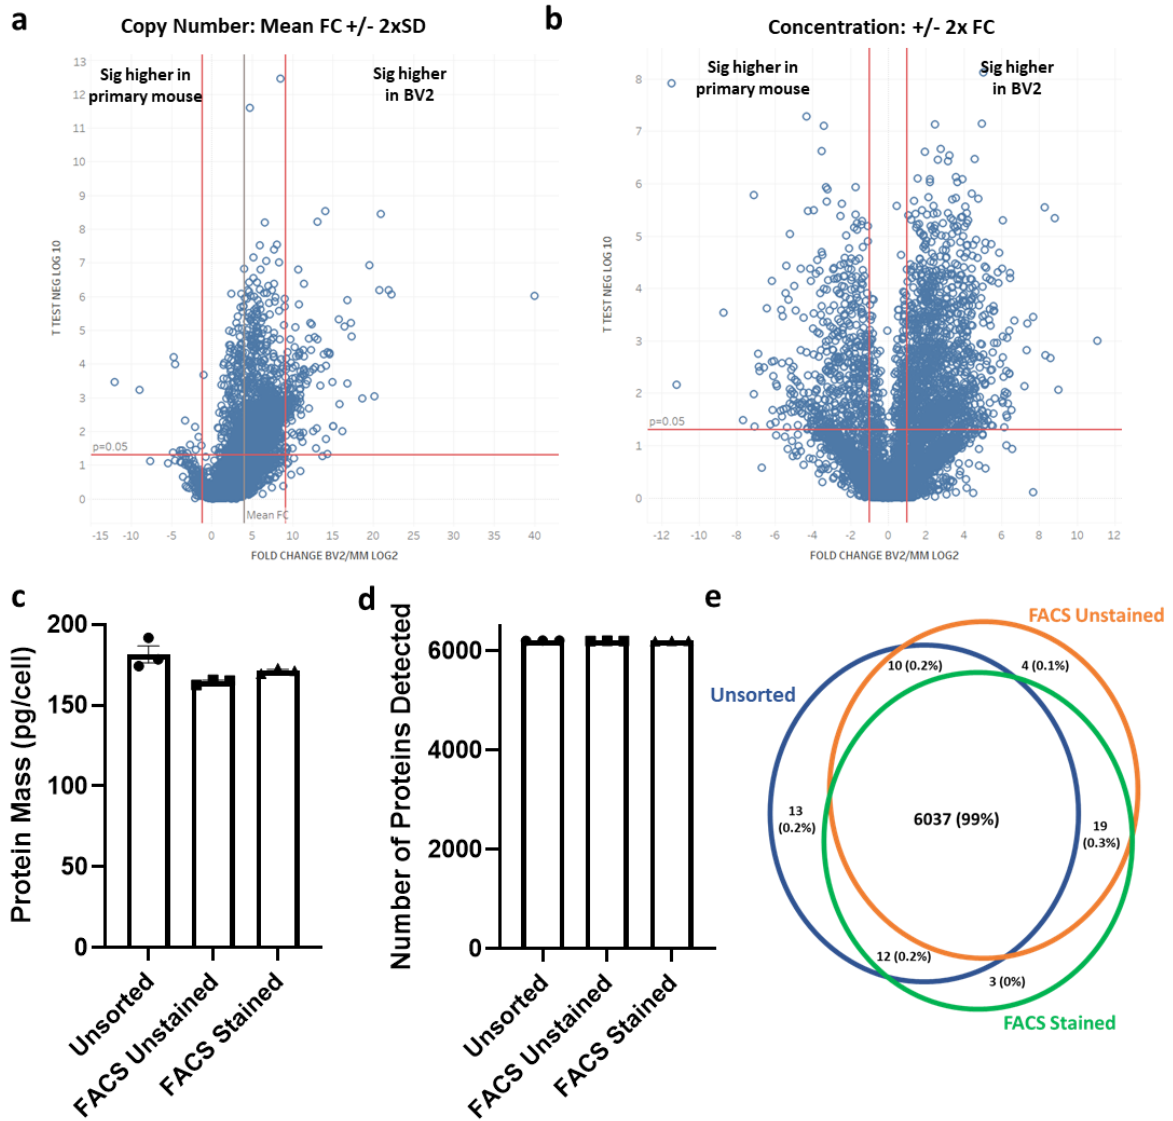 a
Copy Number: Mean FC +/- 2xSD
Sig higher in
primary mouse
Sig higher
in BV2
13
12
11
10
9
8
7
6
5
4
3
2
1
0
T TEST NEG LOG 10
p=0.05
Mean FC
-15 -10 -5 0 5 10 15 20 25 30 35 40
FOLD CHANGE BV2/MM LOG2
b
Concentration: +/- 2x FC
Sig higher in
primary mouse
Sig higher
in BV2
8
7
6
5
4
3
2
1
0
T TEST NEG LOG 10
p=0.05
-12 -10 -8 -6 -4 -2 0 2 4 6 8 10 12
FOLD CHANGE BV2/MM LOG2
c
200
150
100
50
0
Protein Mass (pg/cell)
Unsorted
FACS Unstained
FACS Stained
d
6000
4000
2000
0
Number of Proteins Detected
Unsorted
FACS Unstained
FACS Stained
e
FACS Unstained
Unsorted
10 (0.2%)
4 (0.1%)
13
(0.2%)
6037 (99%)
19
(0.3%)
12 (0.2%)
3 (0%)
FACS Stained